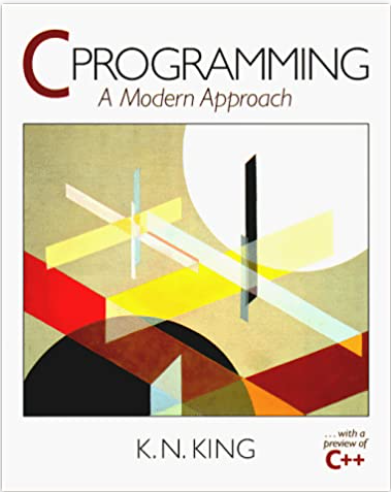 C PROGRAMMING
A Modern Approach
K. N. KING
... with a
preview of
C++